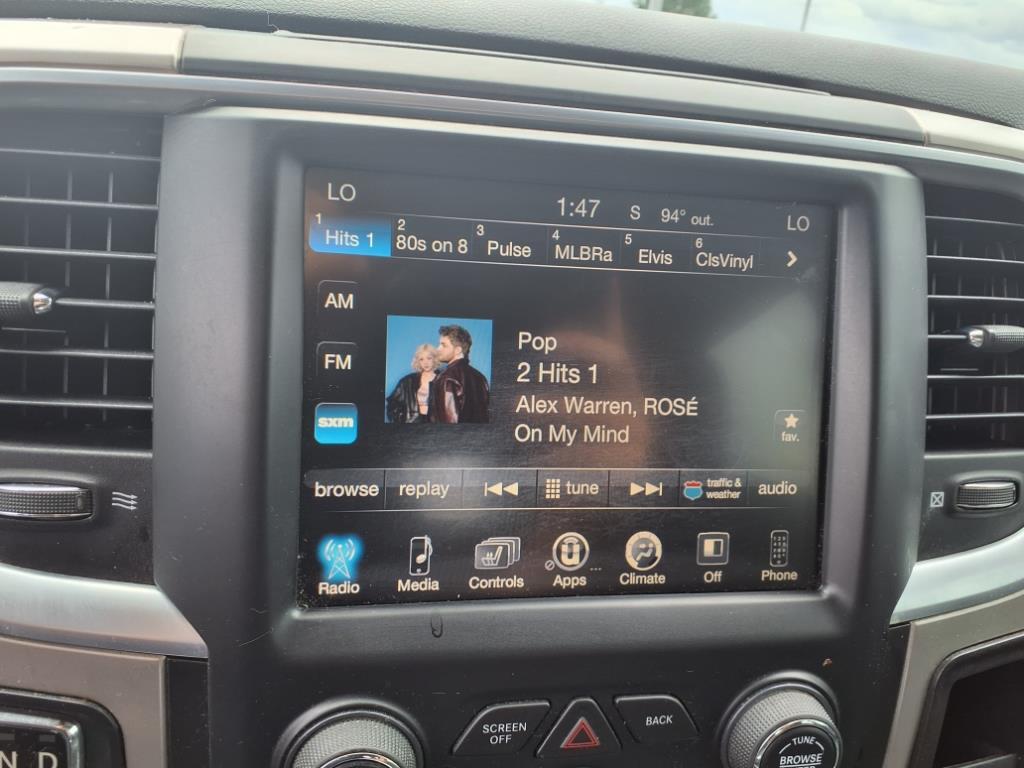 LO 1:47 S 94° out. LO
1 Hits 1 2 80s on 8 3 Pulse 4 MLBRa 5 Elvis 6 ClsVinyl
AM
FM
sxm
Pop
2 Hits 1
Alex Warren, ROSÉ
On My Mind
fav.
browse replay tune traffic & weather audio
Radio Media Controls Apps Climate Off Phone
SCREEN
OFF
BACK
TUNE
BROWSE
N D